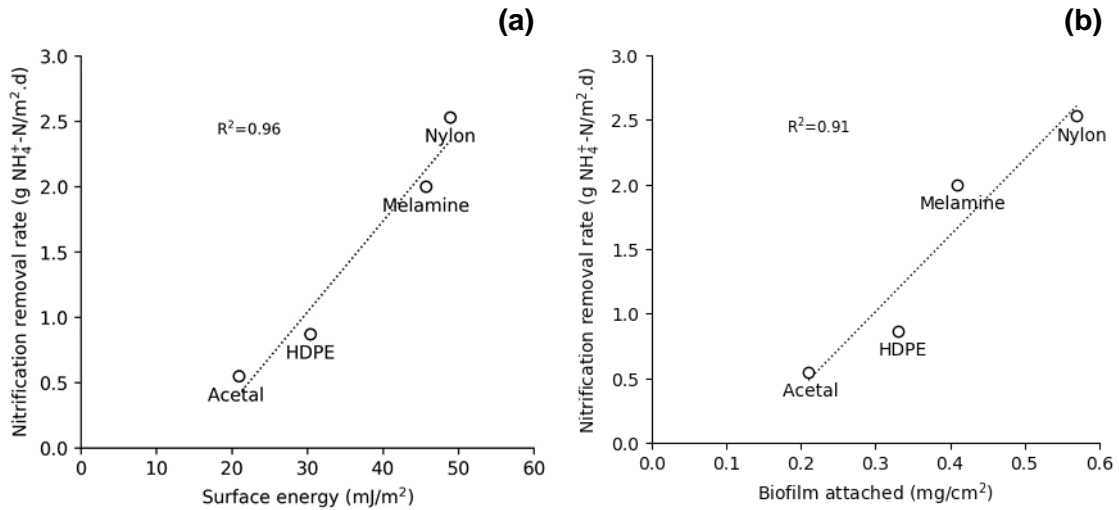 (a)
Nitrification removal rate (g NH₄⁺-N/m².d)
3.0
2.5
2.0
1.5
1.0
0.5
0.0
R²=0.96
Nylon
Melamine
HDPE
Acetal
0 10 20 30 40 50 60
Surface energy (mJ/m²)
(b)
Nitrification removal rate (g NH₄⁺-N/m².d)
3.0
2.5
2.0
1.5
1.0
0.5
0.0
R²=0.91
Nylon
Melamine
HDPE
Acetal
0.0 0.1 0.2 0.3 0.4 0.5 0.6
Biofilm attached (mg/cm²)